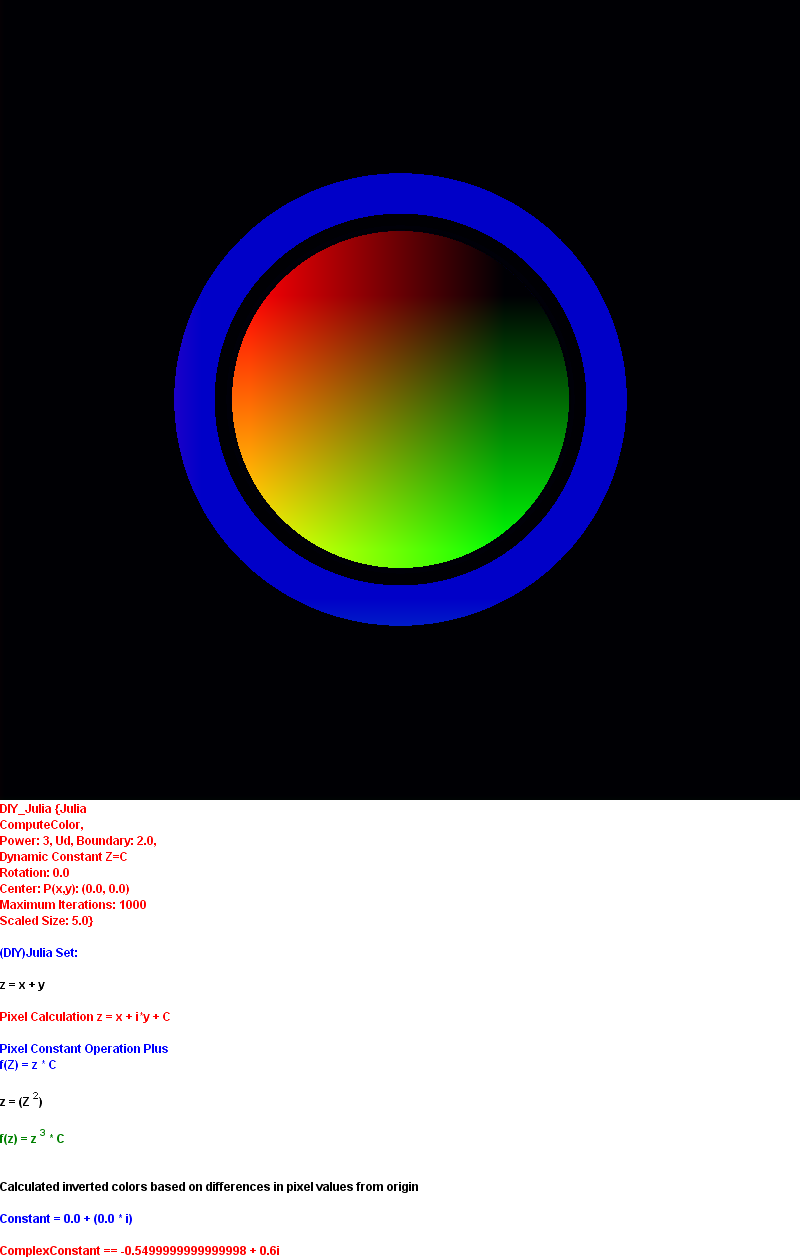 DIY_Julia {Julia
ComputeColor,
Power: 3, Ud, Boundary: 2.0,
Dynamic Constant Z=C
Rotation: 0.0
Center: P(x,y): (0.0, 0.0)
Maximum Iterations: 1000
Scaled Size: 5.0}
(DIY)Julia Set:
z = x + y
Pixel Calculation z = x + i*y + C
Pixel Constant Operation Plus
f(Z) = z * C
z = (Z ²)
f(z) = z ³ * C
Calculated inverted colors based on differences in pixel values from origin
Constant = 0.0 + (0.0 * i)
ComplexConstant == -0.5499999999999998 + 0.6i